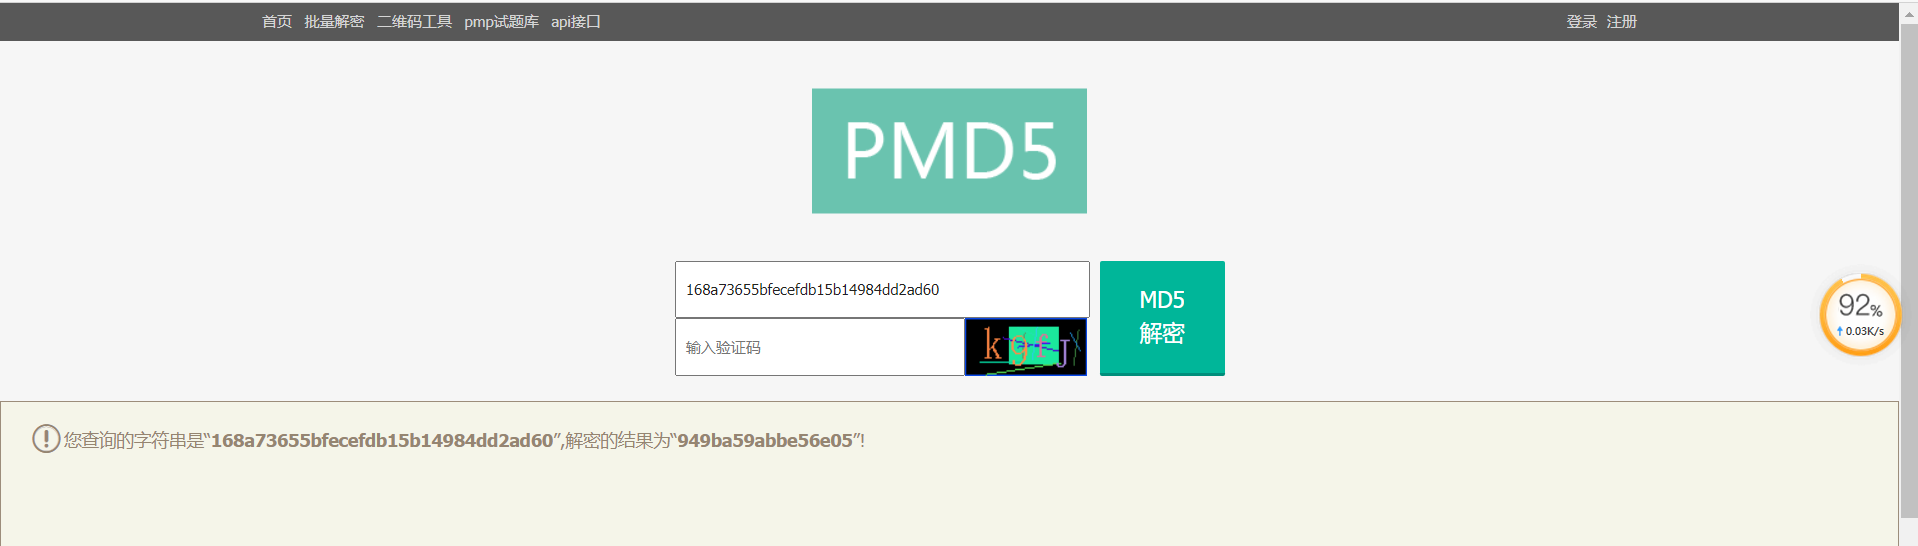 首页 批量解密 二维码工具 pmp试题库 api接口 登录 注册
PMD5
168a73655bfecefdb15b14984dd2ad60
MD5
解密
输入验证码
k9fJ
92%
0.03K/s
您查询的字符串是“168a73655bfecefdb15b14984dd2ad60”,解密的结果为“949ba59abbe56e05”!